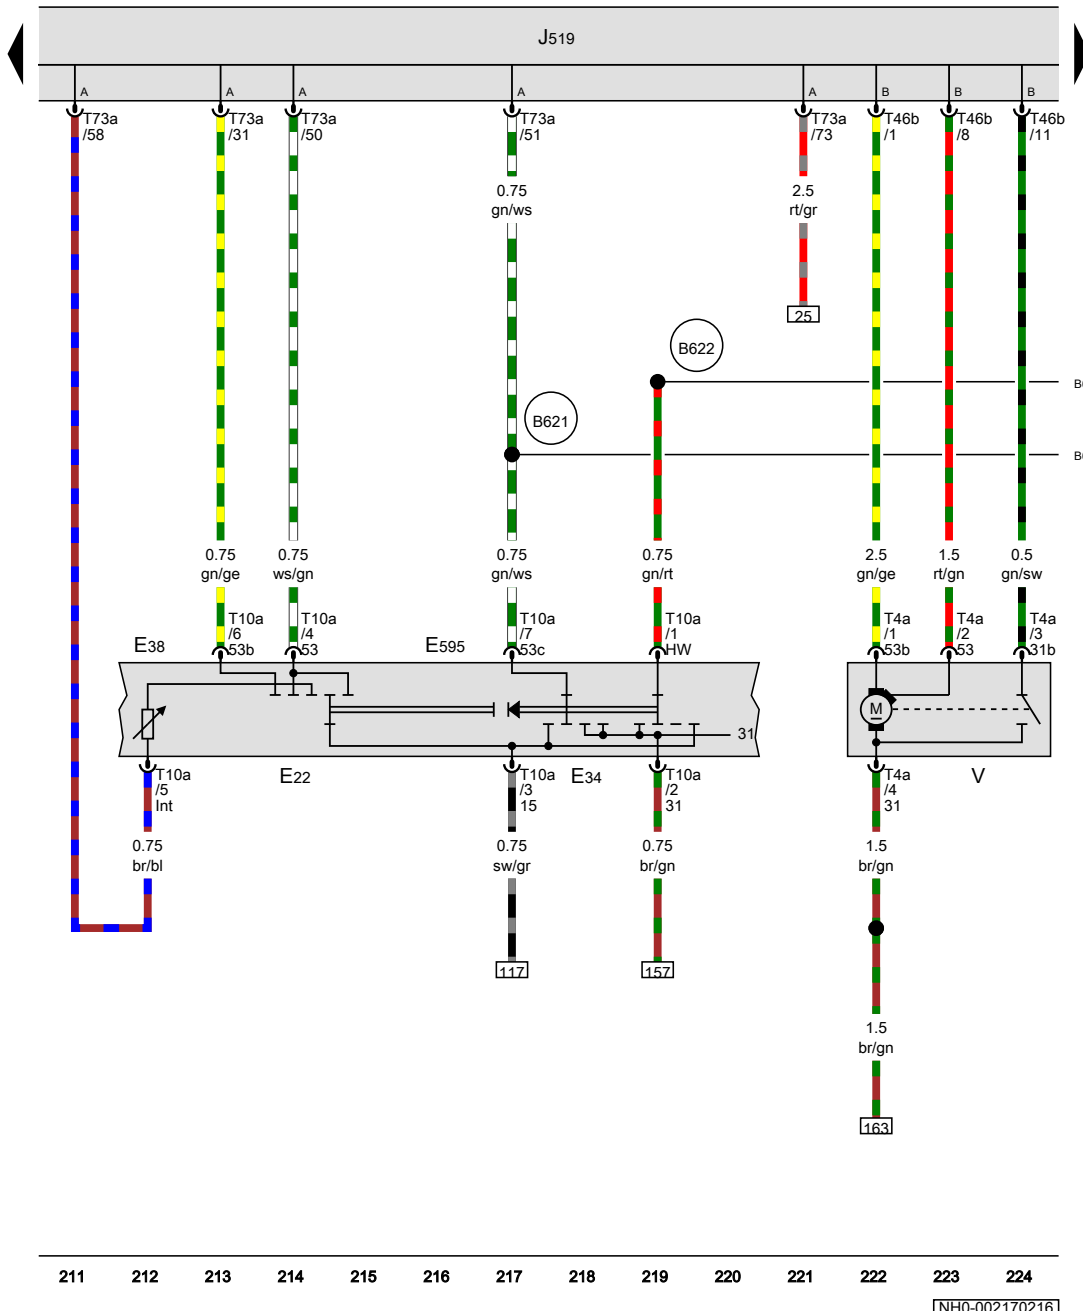 J519
A A A A A B B B
T73a
/58
T73a
/31
T73a
/50
T73a
/51
T73a
/73
T46b
/1
T46b
/8
T46b
/11
0.75
gn/ws
2.5
rt/gr
25
B622
B621
0.75
gn/ge
0.75
ws/gn
0.75
gn/ws
0.75
gn/rt
2.5
gn/ge
1.5
rt/gn
0.5
gn/sw
T10a
/6
53b
T10a
/4
53
T10a
/7
53c
T10a
/1
HW
T4a
/1
53b
T4a
/2
53
T4a
/3
31b
E38
E595
31
M
E22
E34
V
T10a
/5
Int
T10a
/3
15
T10a
/2
31
T4a
/4
31
0.75
br/bl
0.75
sw/gr
0.75
br/gn
1.5
br/gn
117
157
1.5
br/gn
163
211 212 213 214 215 216 217 218 219 220 221 222 223 224
NH0-002170216